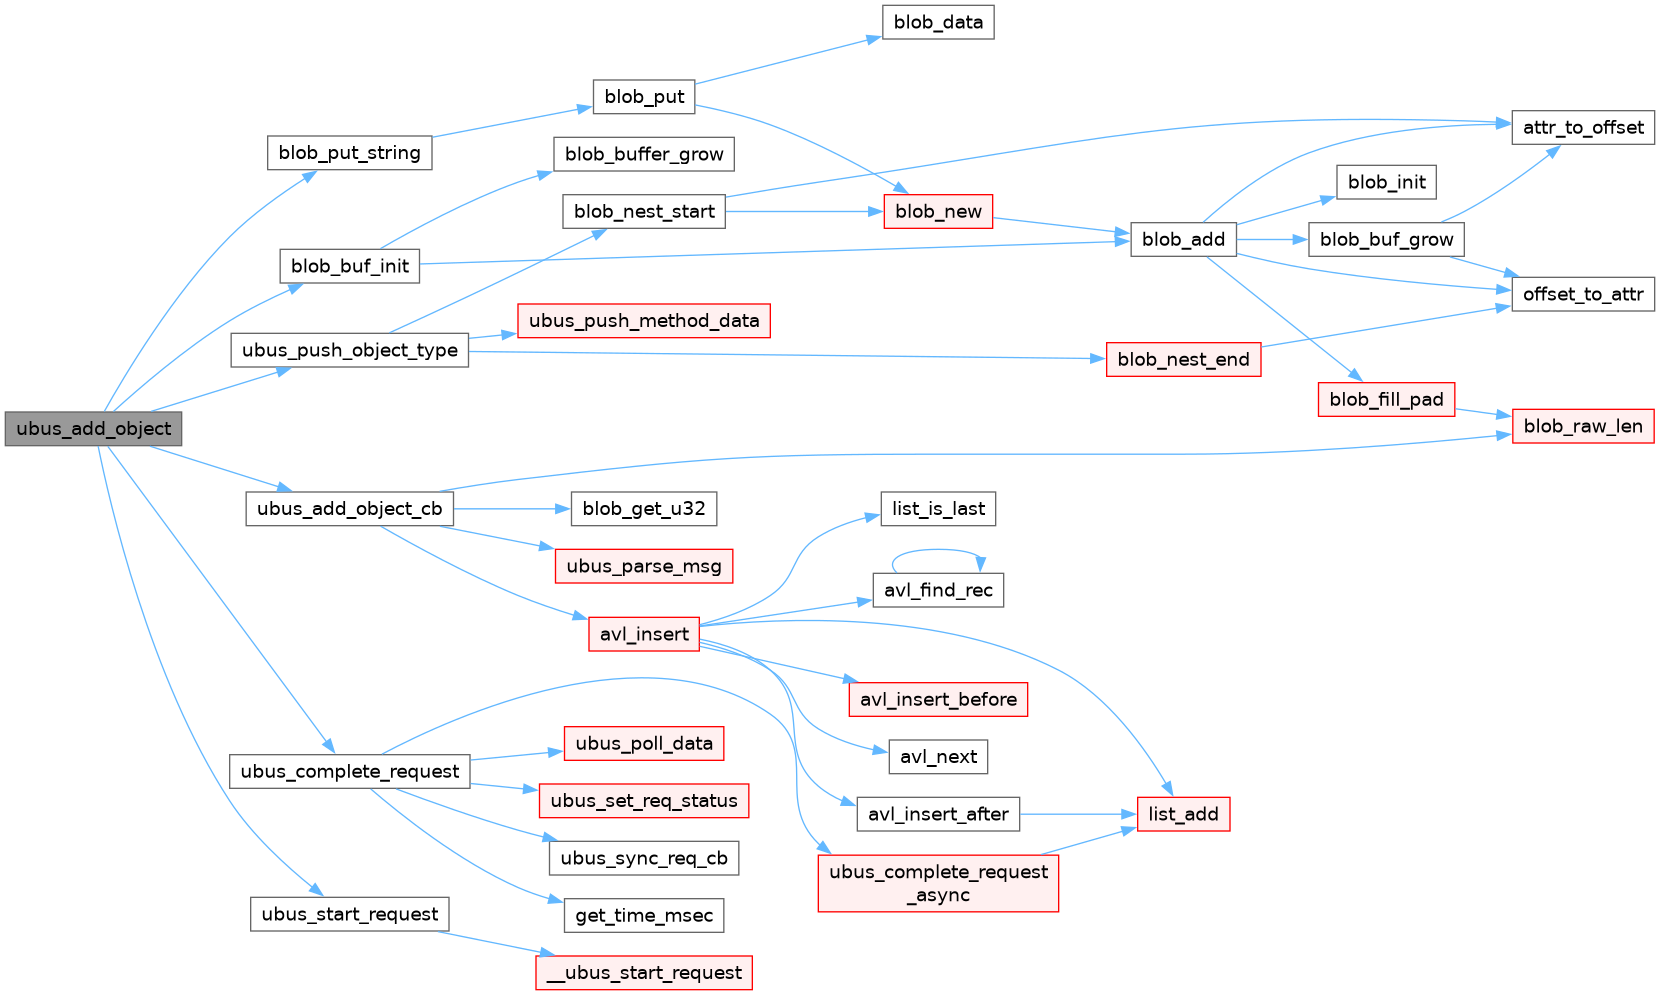 blob_data
blob_put
attr_to_offset
blob_put_string
blob_buffer_grow
blob_init
blob_nest_start
blob_new
blob_add
blob_buf_grow
blob_buf_init
offset_to_attr
ubus_push_method_data
ubus_push_object_type
blob_nest_end
blob_fill_pad
ubus_add_object
blob_raw_len
ubus_add_object_cb
blob_get_u32
list_is_last
ubus_parse_msg
avl_find_rec
avl_insert
avl_insert_before
ubus_poll_data
avl_next
ubus_complete_request
ubus_set_req_status
avl_insert_after
list_add
ubus_sync_req_cb
ubus_complete_request
_async
ubus_start_request
get_time_msec
__ubus_start_request